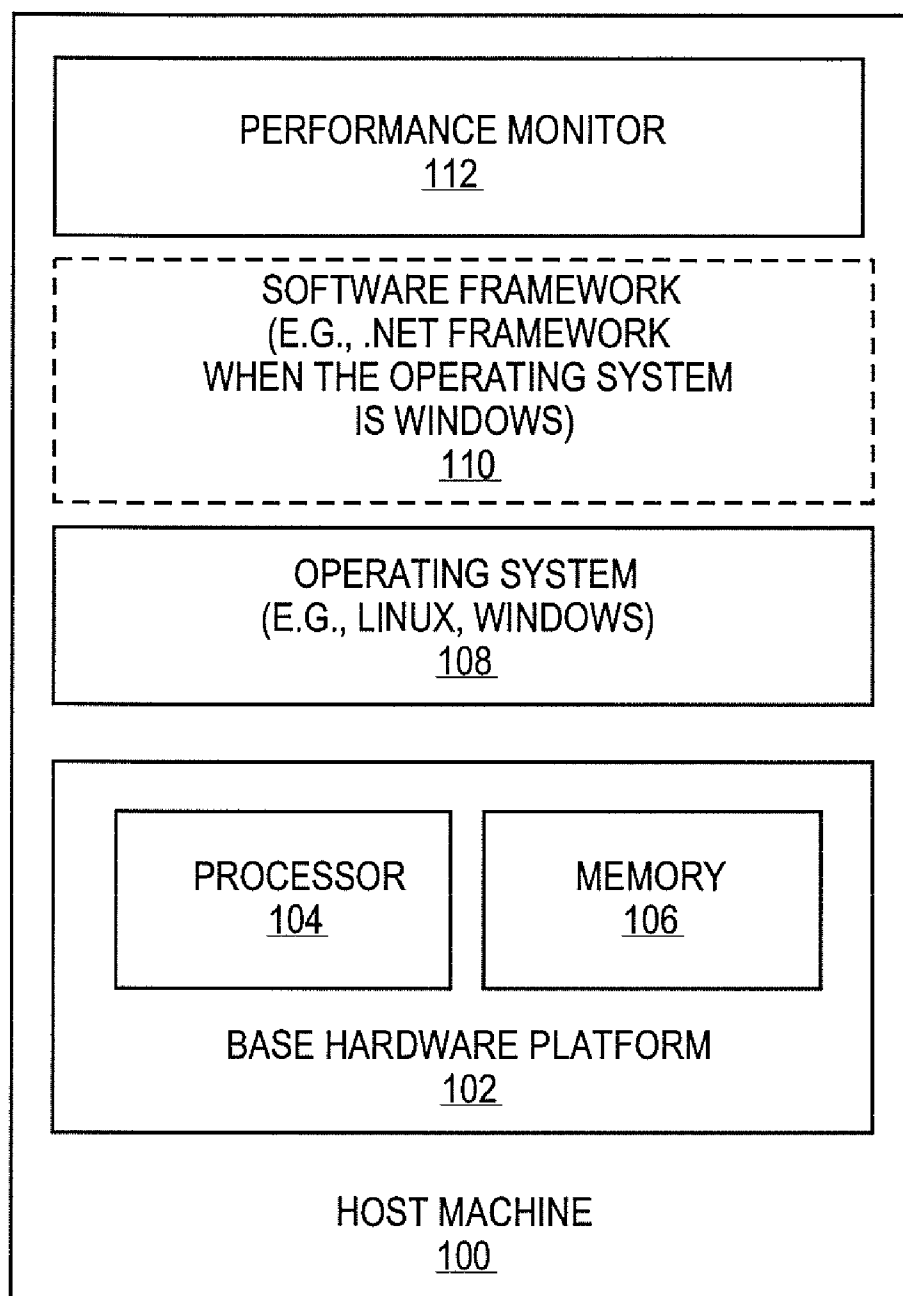 PERFORMANCE MONITOR
112
SOFTWARE FRAMEWORK
(E.G., .NET FRAMEWORK
WHEN THE OPERATING SYSTEM
IS WINDOWS)
110
OPERATING SYSTEM
(E.G., LINUX, WINDOWS)
108
PROCESSOR
104
MEMORY
106
BASE HARDWARE PLATFORM
102
HOST MACHINE
100